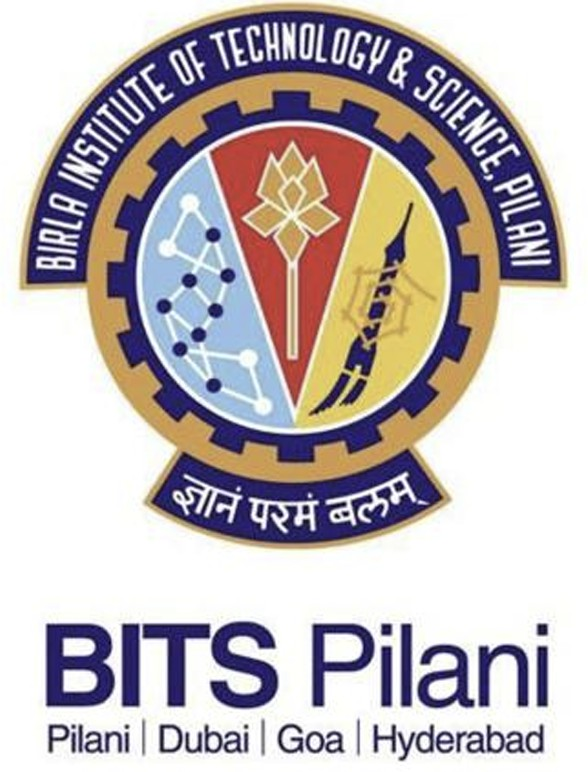 BIRLA INSTITUTE OF TECHNOLOGY & SCIENCE, PILANI
ज्ञानं परमं बलम्
BITS Pilani
Pilani | Dubai | Goa | Hyderabad